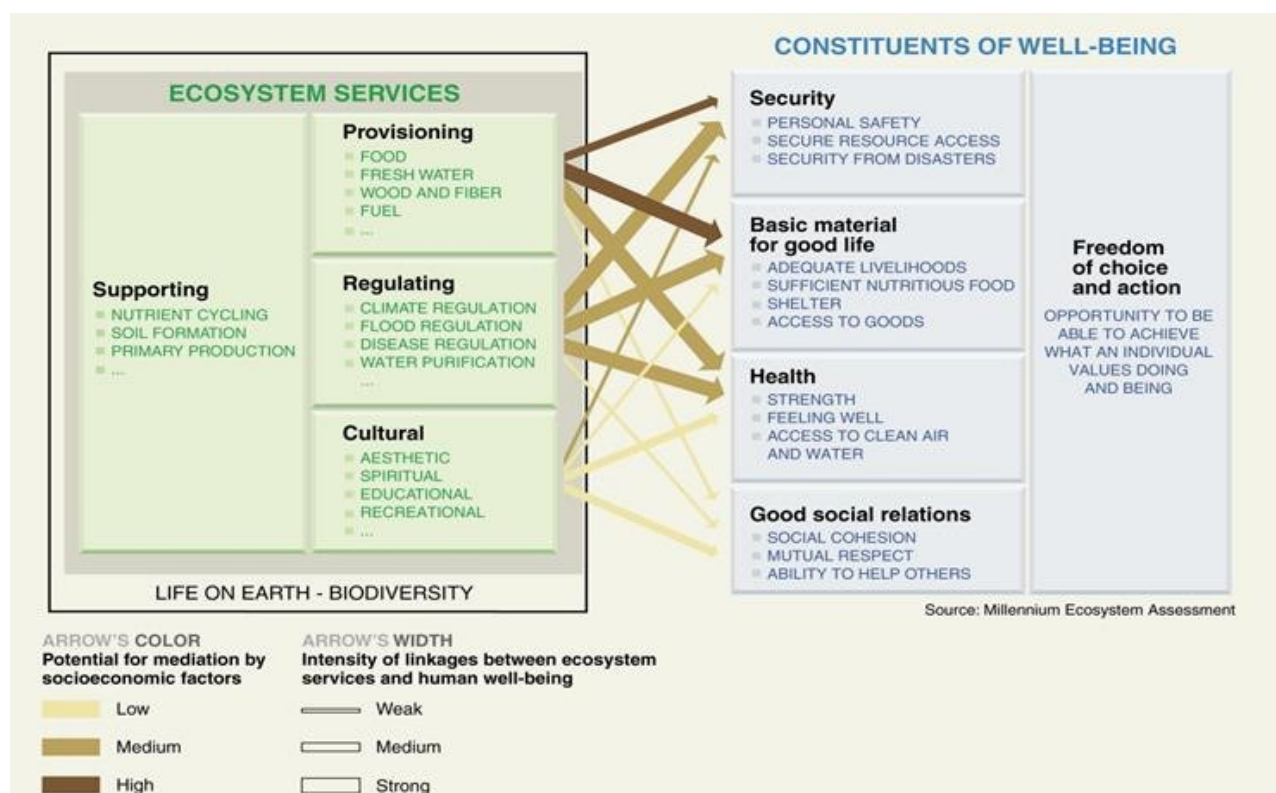 CONSTITUENTS OF WELL-BEING
ECOSYSTEM SERVICES
Supporting
NUTRIENT CYCLING
SOIL FORMATION
PRIMARY PRODUCTION
...
Provisioning
FOOD
FRESH WATER
WOOD AND FIBER
FUEL
...
Regulating
CLIMATE REGULATION
FLOOD REGULATION
DISEASE REGULATION
WATER PURIFICATION
...
Cultural
AESTHETIC
SPIRITUAL
EDUCATIONAL
RECREATIONAL
...
LIFE ON EARTH - BIODIVERSITY
Security
PERSONAL SAFETY
SECURE RESOURCE ACCESS
SECURITY FROM DISASTERS
Basic material
for good life
ADEQUATE LIVELIHOODS
SUFFICIENT NUTRITIOUS FOOD
SHELTER
ACCESS TO GOODS
Health
STRENGTH
FEELING WELL
ACCESS TO CLEAN AIR
AND WATER
Good social relations
SOCIAL COHESION
MUTUAL RESPECT
ABILITY TO HELP OTHERS
Freedom
of choice
and action
OPPORTUNITY TO BE
ABLE TO ACHIEVE
WHAT AN INDIVIDUAL
VALUES DOING
AND BEING
Source: Millennium Ecosystem Assessment
ARROW'S COLOR
Potential for mediation by
socioeconomic factors
Low
Medium
High
ARROW'S WIDTH
Intensity of linkages between ecosystem
services and human well-being
Weak
Medium
Strong